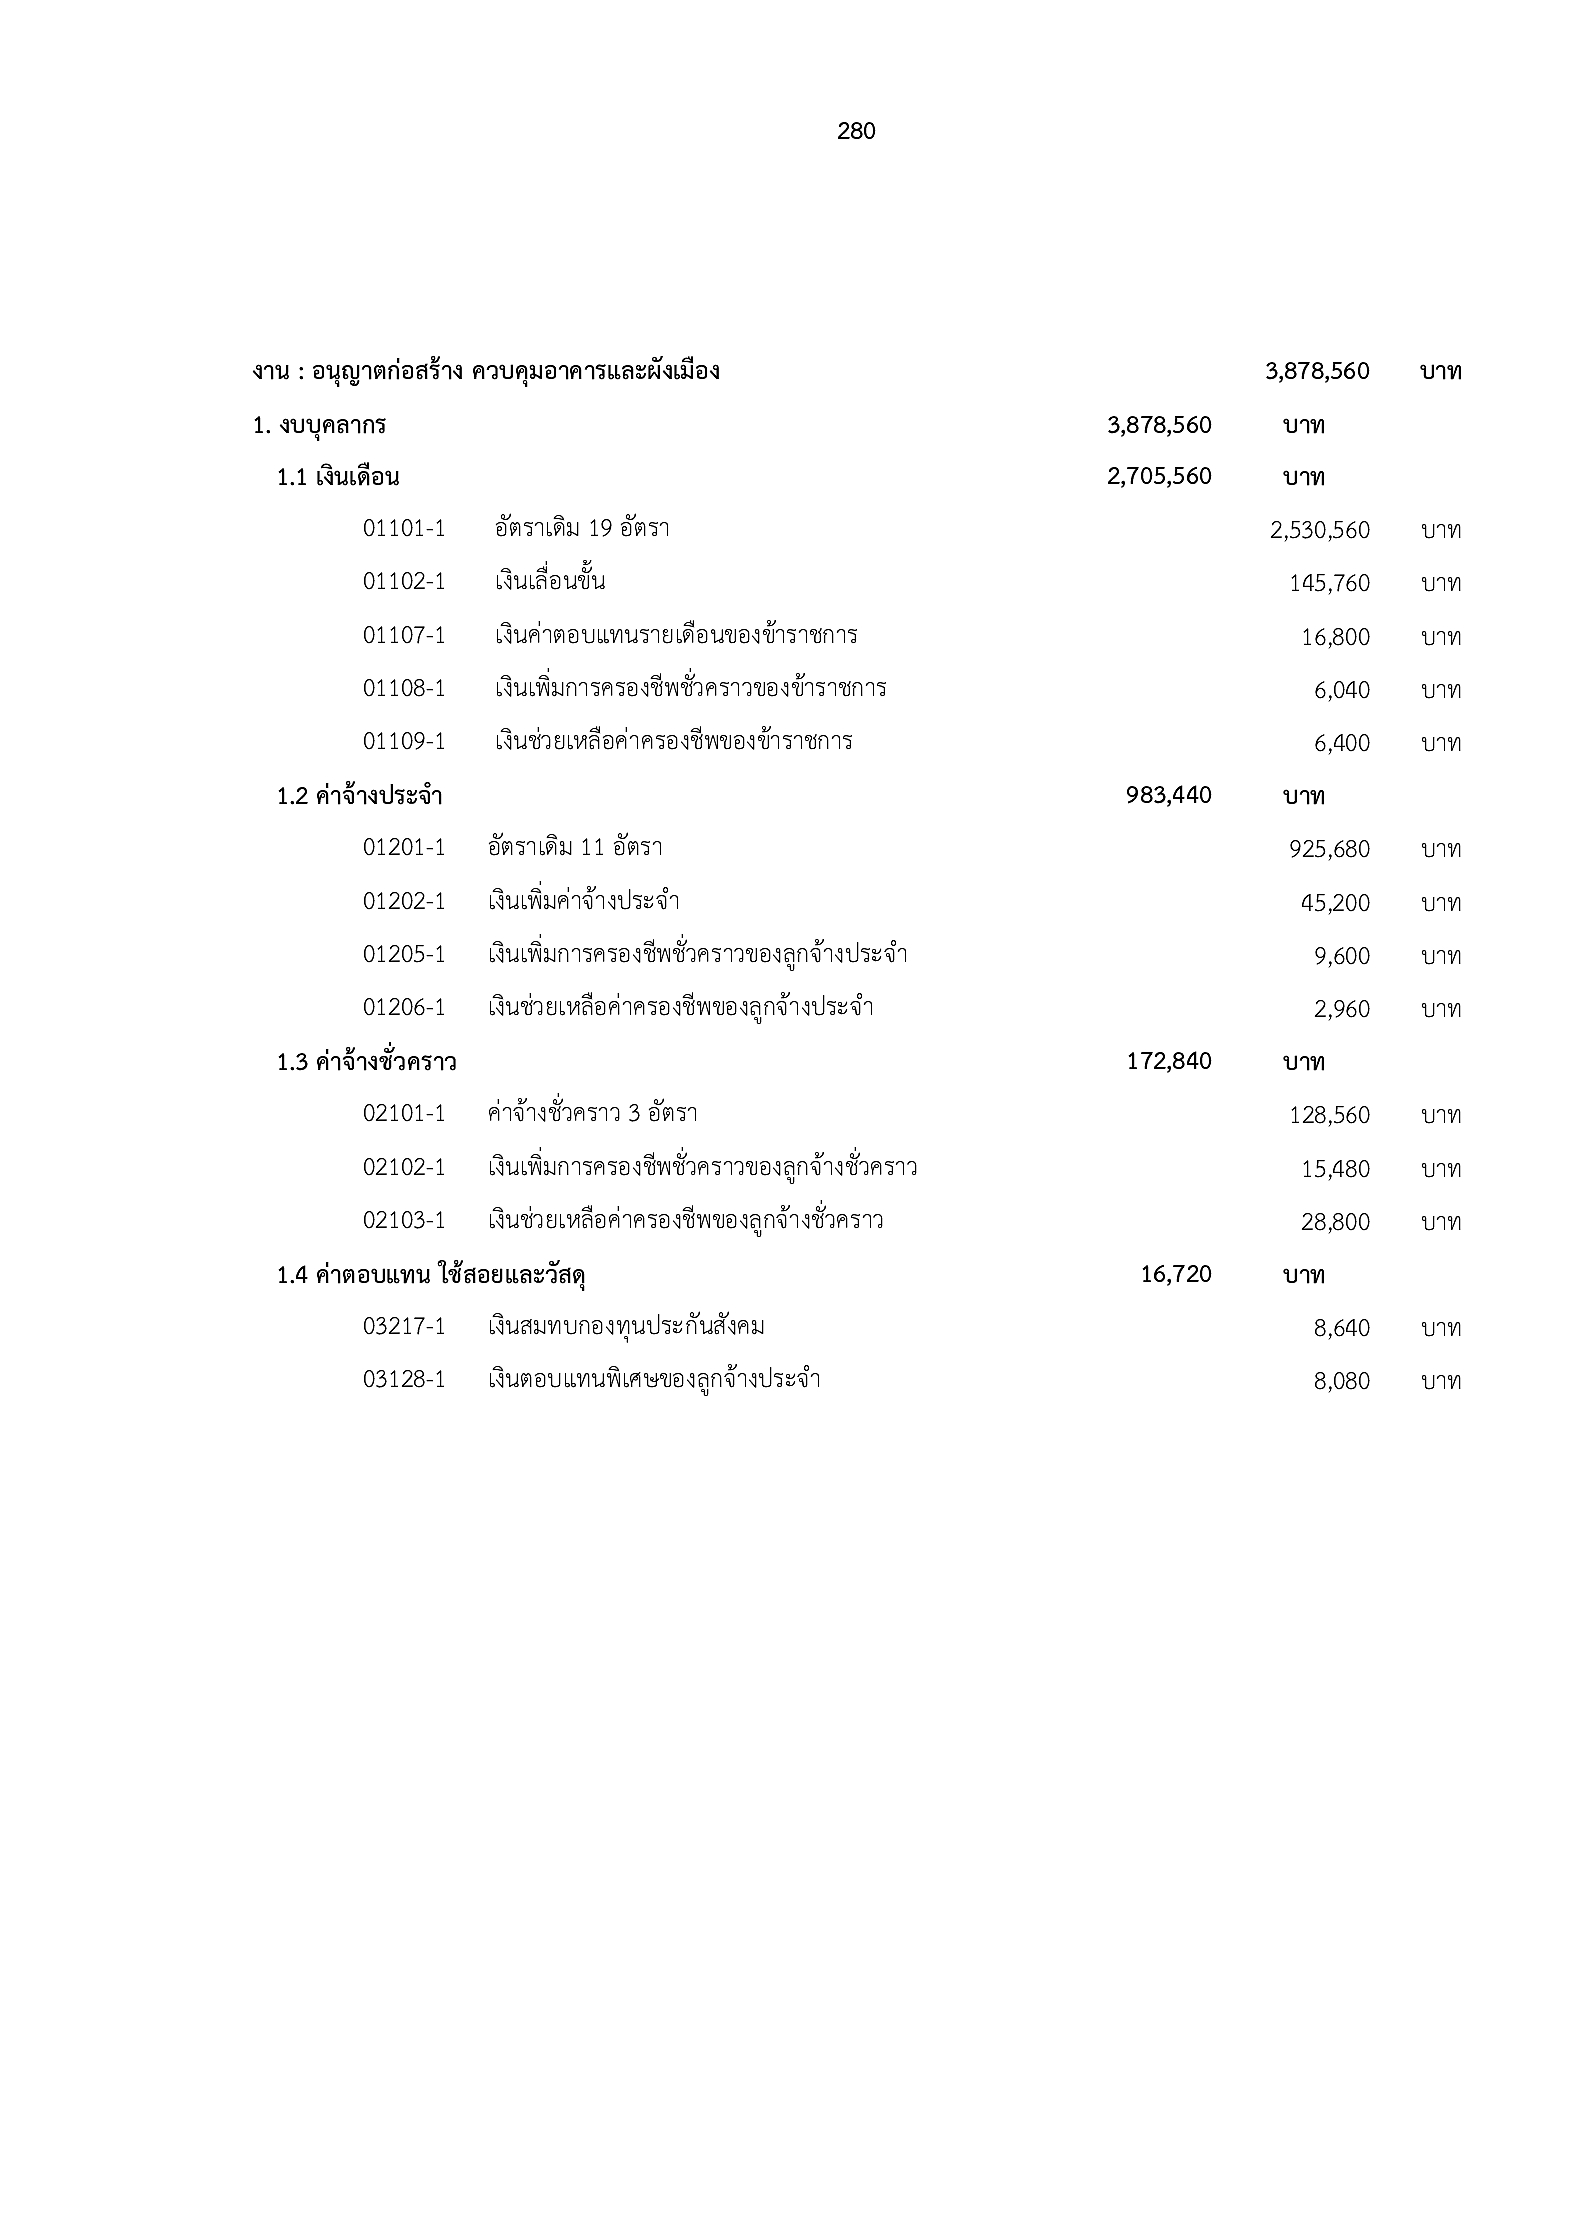 280
งาน : อนุญาตก่อสร้าง ควบคุมอาคารและผังเมือง 3,878,560 บาท
1. งบบุคลากร 3,878,560 บาท
1.1 เงินเดือน 2,705,560 บาท
01101-1 อัตราเดิม 19 อัตรา 2,530,560 บาท
01102-1 เงินเลื่อนขั้น 145,760 บาท
01107-1 เงินค่าตอบแทนรายเดือนของข้าราชการ 16,800 บาท
01108-1 เงินเพิ่มการครองชีพชั่วคราวของข้าราชการ 6,040 บาท
01109-1 เงินช่วยเหลือค่าครองชีพของข้าราชการ 6,400 บาท
1.2 ค่าจ้างประจำ 983,440 บาท
01201-1 อัตราเดิม 11 อัตรา 925,680 บาท
01202-1 เงินเพิ่มค่าจ้างประจำ 45,200 บาท
01205-1 เงินเพิ่มการครองชีพชั่วคราวของลูกจ้างประจำ 9,600 บาท
01206-1 เงินช่วยเหลือค่าครองชีพของลูกจ้างประจำ 2,960 บาท
1.3 ค่าจ้างชั่วคราว 172,840 บาท
02101-1 ค่าจ้างชั่วคราว 3 อัตรา 128,560 บาท
02102-1 เงินเพิ่มการครองชีพชั่วคราวของลูกจ้างชั่วคราว 15,480 บาท
02103-1 เงินช่วยเหลือค่าครองชีพของลูกจ้างชั่วคราว 28,800 บาท
1.4 ค่าตอบแทน ใช้สอยและวัสดุ 16,720 บาท
03217-1 เงินสมทบกองทุนประกันสังคม 8,640 บาท
03128-1 เงินตอบแทนพิเศษของลูกจ้างประจำ 8,080 บาท